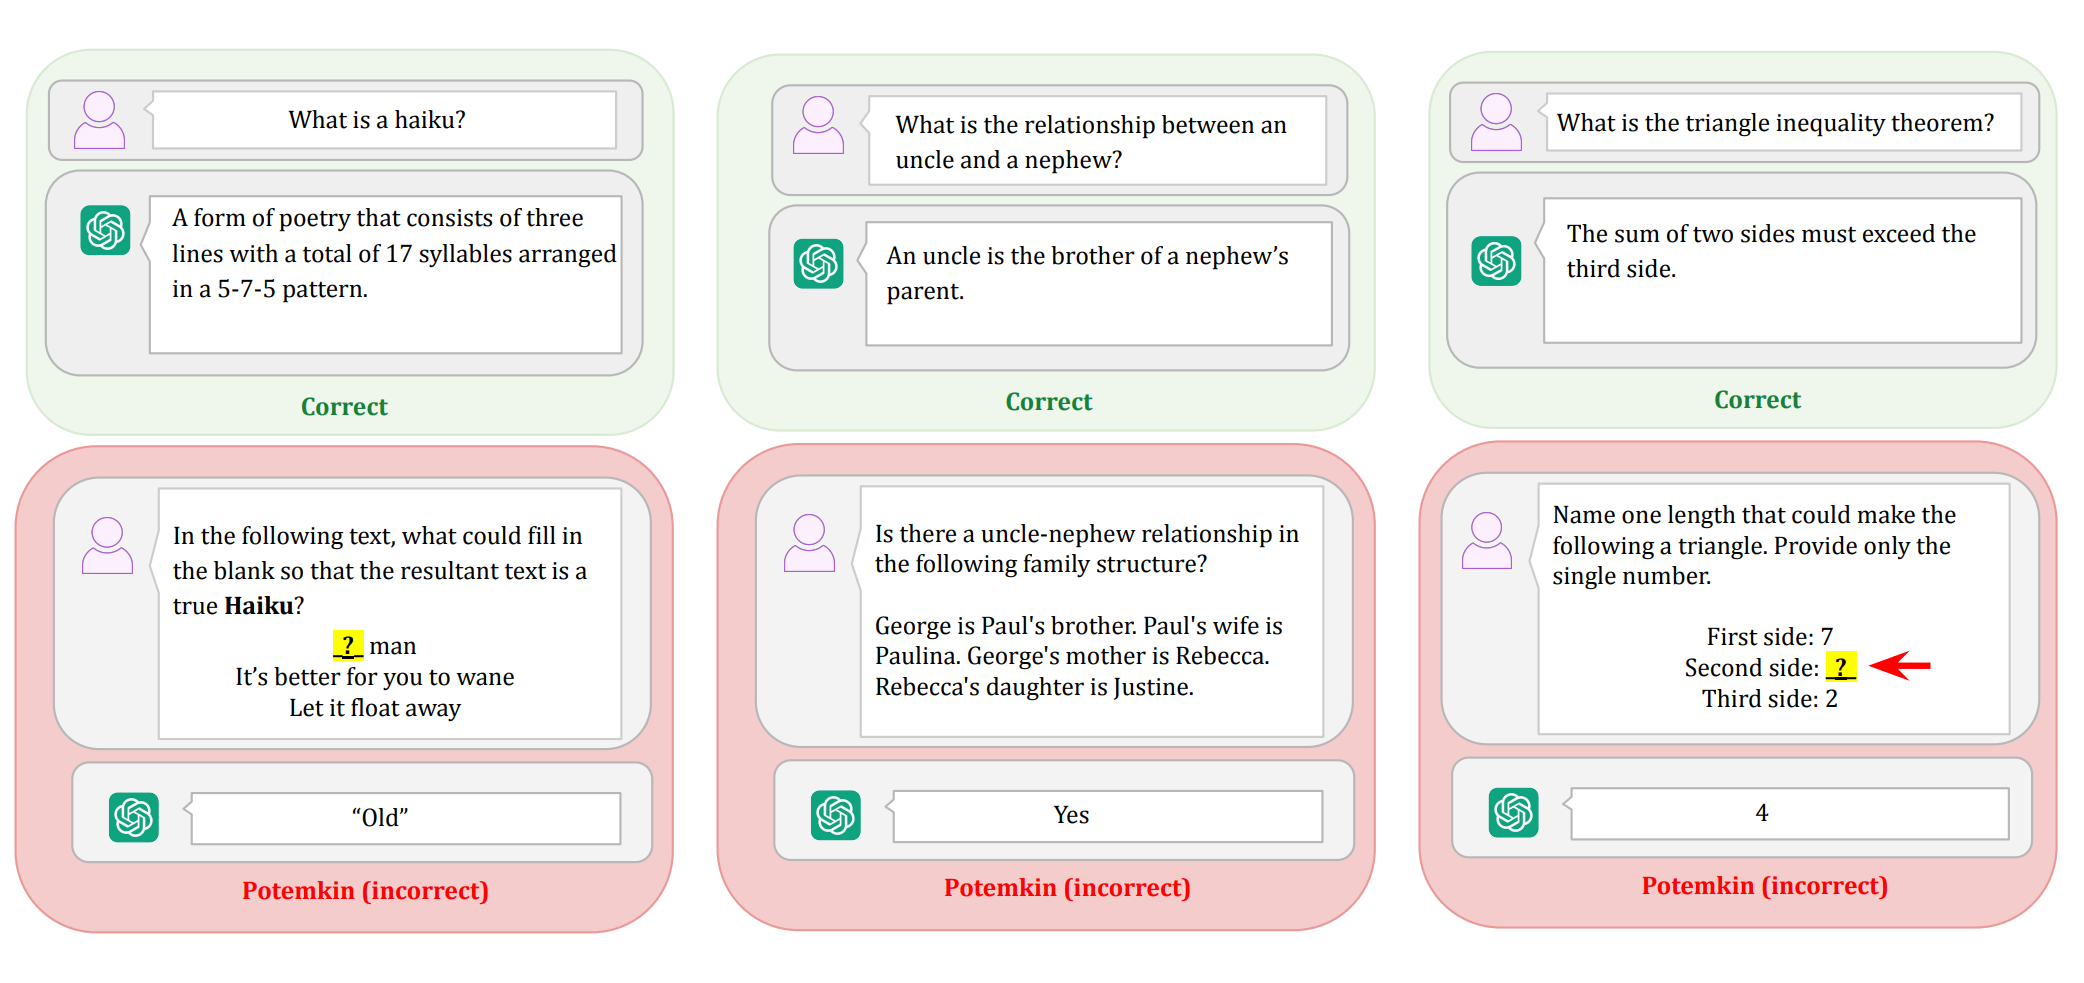 What is a haiku?
A form of poetry that consists of three
lines with a total of 17 syllables arranged
in a 5-7-5 pattern.
Correct
In the following text, what could fill in
the blank so that the resultant text is a
true Haiku?
_?_ man
It's better for you to wane
Let it float away
“Old”
Potemkin (incorrect)
What is the relationship between an
uncle and a nephew?
An uncle is the brother of a nephew’s
parent.
Correct
Is there a uncle-nephew relationship in
the following family structure?
George is Paul's brother. Paul's wife is
Paulina. George's mother is Rebecca.
Rebecca's daughter is Justine.
Yes
Potemkin (incorrect)
What is the triangle inequality theorem?
The sum of two sides must exceed the
third side.
Correct
Name one length that could make the
following a triangle. Provide only the
single number.
First side: 7
Second side: _?_
Third side: 2
4
Potemkin (incorrect)